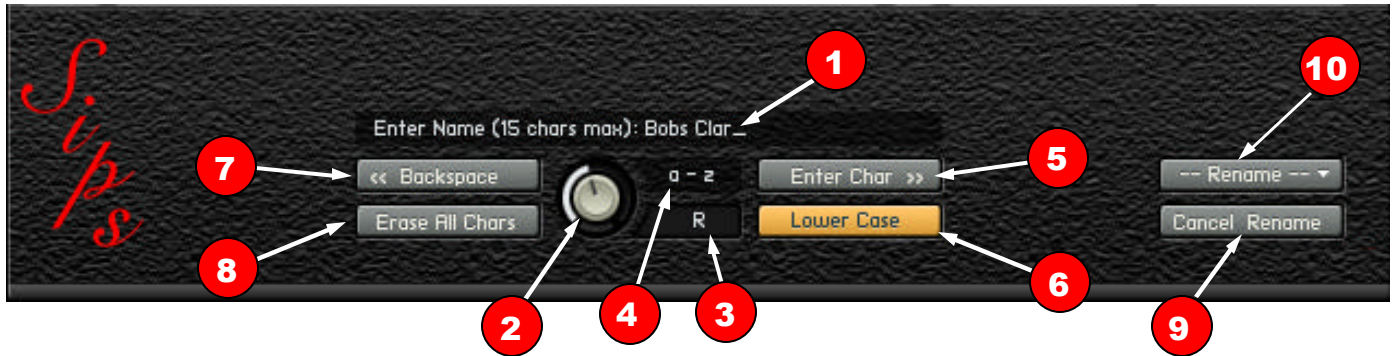 Sips
1
10
Enter Name (15 chars max): Bobs Clar_
7
<< Backspace
a - z
Enter Char >>
5
-- Rename --
Erase All Chars
R
Lower Case
Cancel Rename
8
6
2
4
3
9